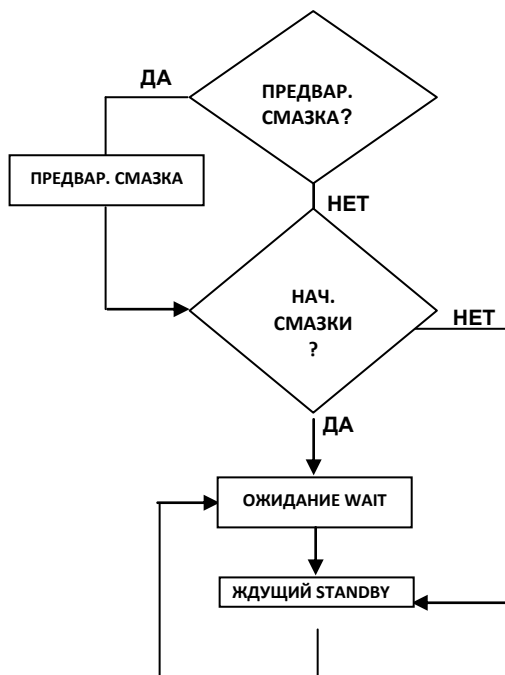 ДА
ПРЕДВАР.
СМАЗКА?
ПРЕДВАР. СМАЗКА
НЕТ
НАЧ.
СМАЗКИ
?
НЕТ
ДА
ОЖИДАНИЕ WAIT
ЖДУЩИЙ STANDBY